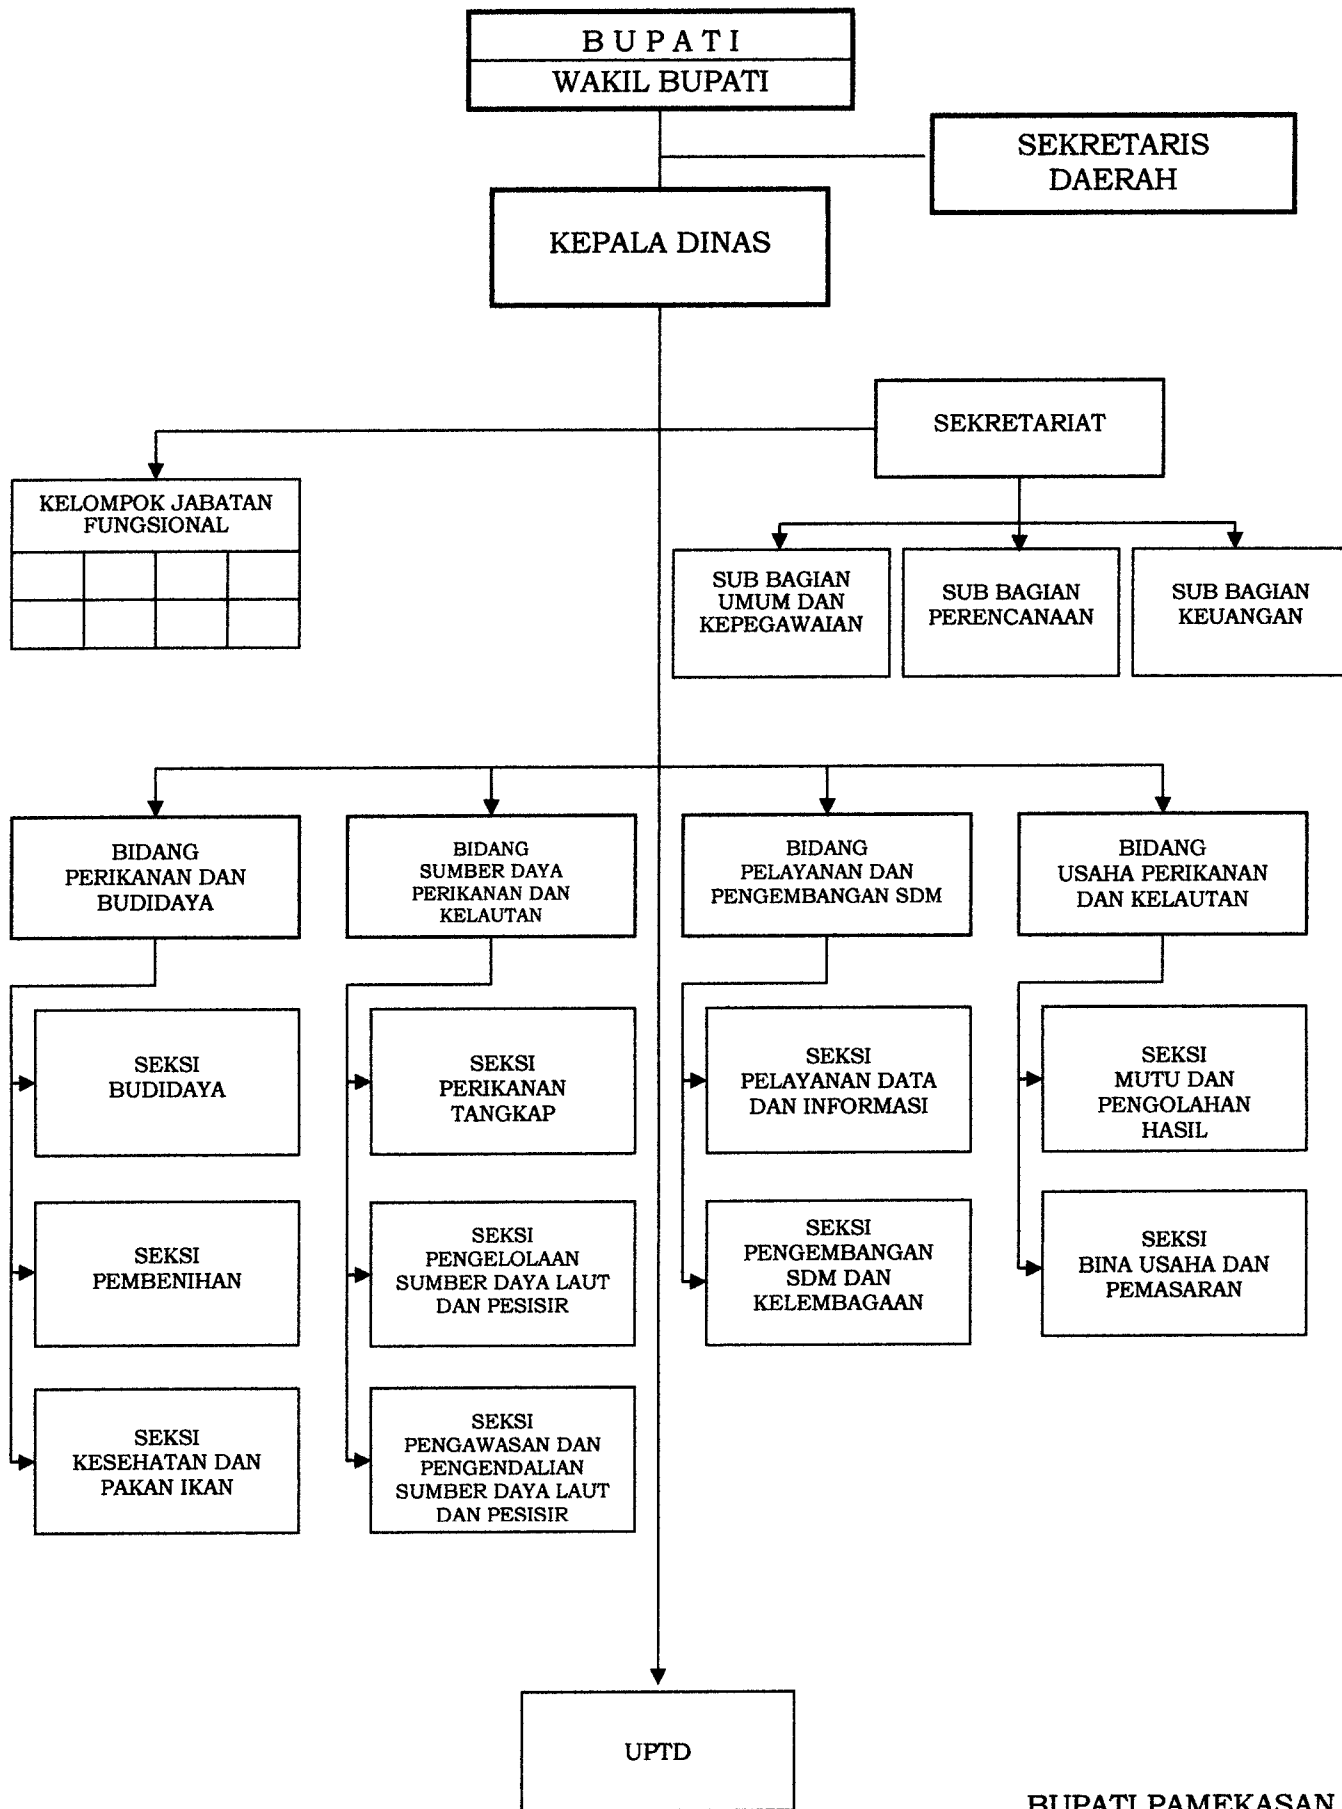 B U P A T I
WAKIL BUPATI
SEKRETARIS
DAERAH
KEPALA DINAS
SEKRETARIAT
KELOMPOK JABATAN
FUNGSIONAL
SUB BAGIAN
UMUM DAN
KEPEGAWAIAN
SUB BAGIAN
PERENCANAAN
SUB BAGIAN
KEUANGAN
BIDANG
PERIKANAN DAN
BUDIDAYA
BIDANG
SUMBER DAYA
PERIKANAN DAN
KELAUTAN
BIDANG
PELAYANAN DAN
PENGEMBANGAN SDM
BIDANG
USAHA PERIKANAN
DAN KELAUTAN
SEKSI
BUDIDAYA
SEKSI
PERIKANAN
TANGKAP
SEKSI
PELAYANAN DATA
DAN INFORMASI
SEKSI
MUTU DAN
PENGOLAHAN
HASIL
SEKSI
PEMBENIHAN
SEKSI
PENGELOLAAN
SUMBER DAYA LAUT
DAN PESISIR
SEKSI
PENGEMBANGAN
SDM DAN
KELEMBAGAAN
SEKSI
BINA USAHA DAN
PEMASARAN
SEKSI
KESEHATAN DAN
PAKAN IKAN
SEKSI
PENGAWASAN DAN
PENGENDALIAN
SUMBER DAYA LAUT
DAN PESISIR
UPTD
BUPATI PAMEKASAN